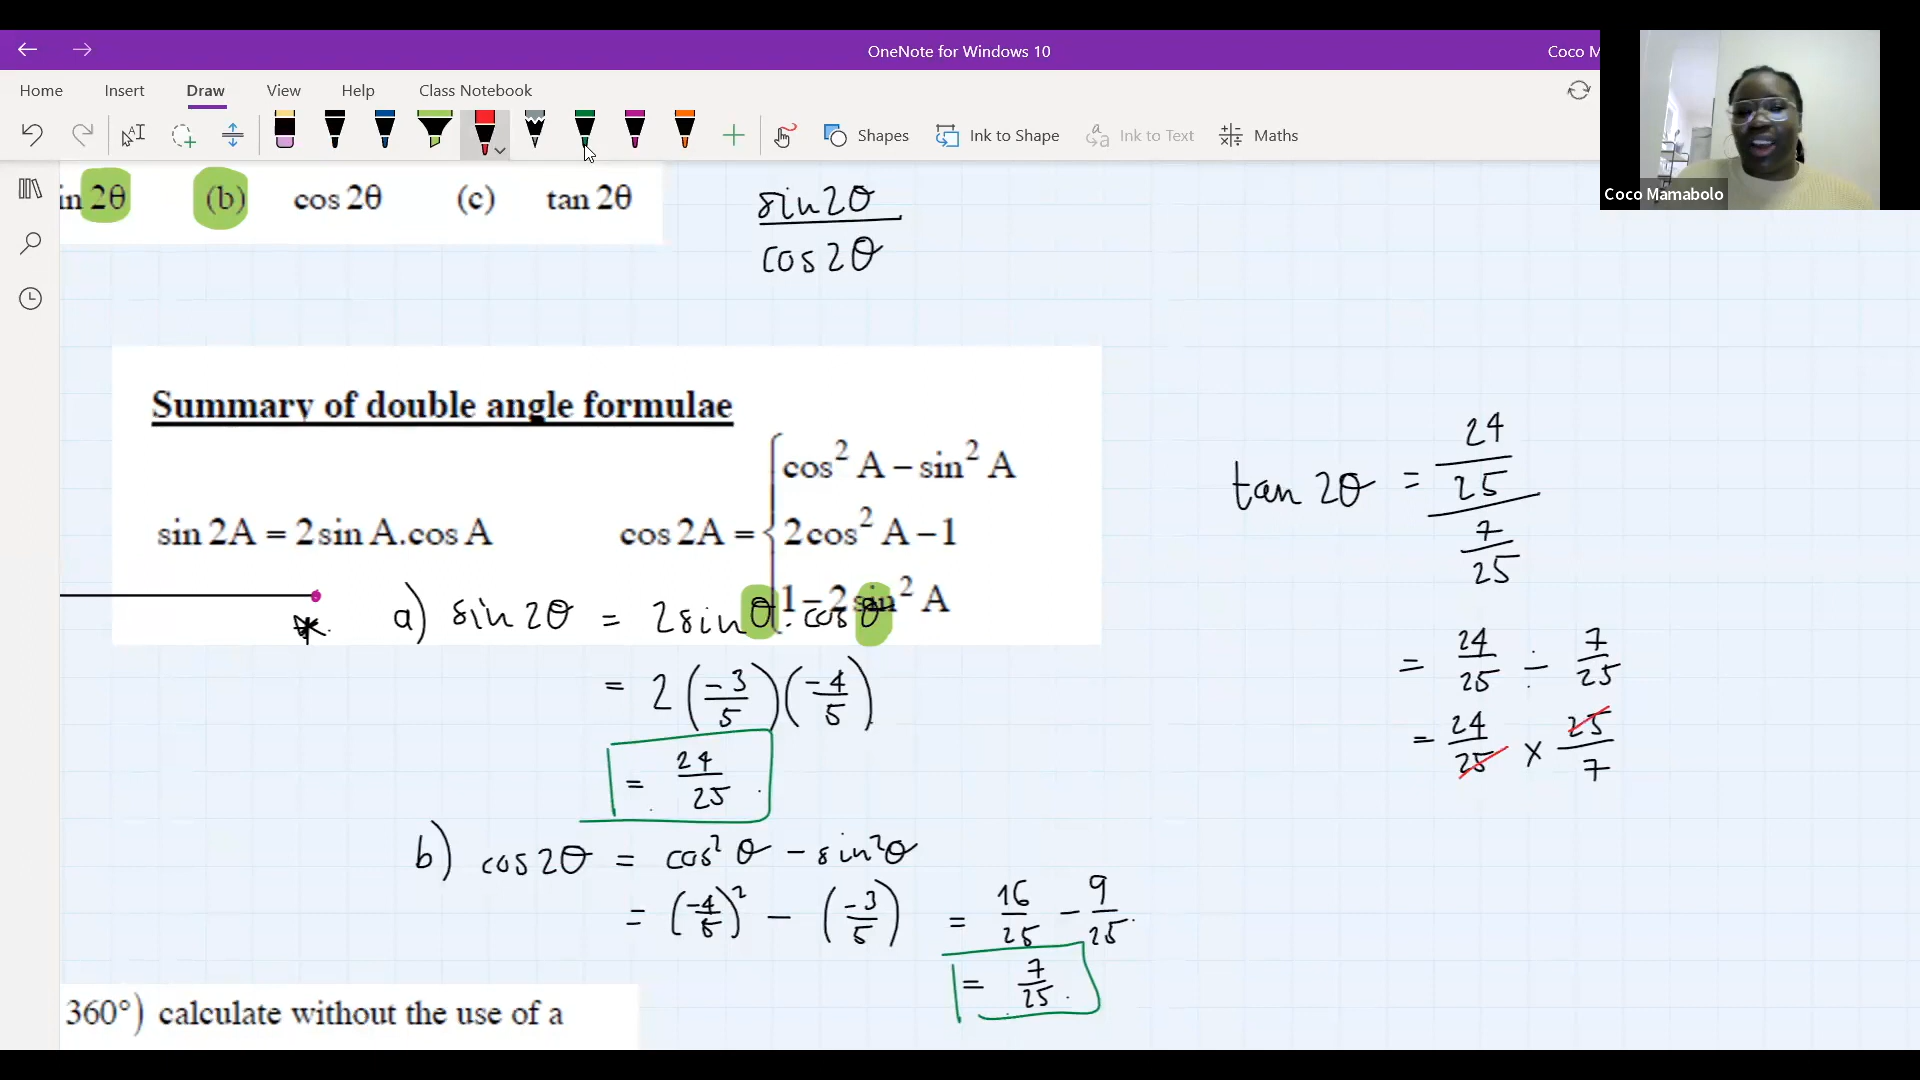 OneNote for Windows 10
Coco M
Home Insert Draw View Help Class Notebook
Shapes Ink to Shape Ink to Text Maths
Coco Mamabolo
in 2θ (b) cos 2θ (c) tan 2θ
sin2θ
cos2θ
Summary of double angle formulae
cos² A – sin² A
sin 2A = 2sin A.cos A cos 2A = 2cos² A – 1
1 – 2 sin² A
a) sin 2θ = 2sin θ . cos θ
= 2 (-3/5)(-4/5)
= 24/25
b) cos2θ = cos² θ - sin²θ
= (-4/5)² - (-3/5) = 16/25 - 9/25
= 7/25
tan 2θ = 24/25 / 7/25
= 24/25 ÷ 7/25
= 24/25 x 25/7
360°) calculate without the use of a